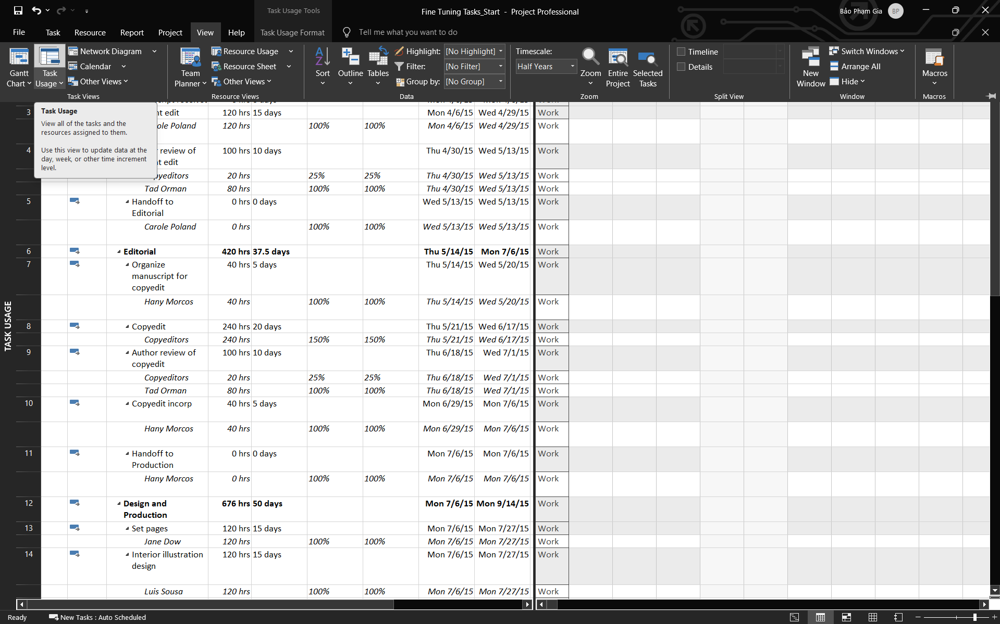 Task Usage Tools
Fine Tuning Tasks_Start - Project Professional
Bảo Phạm Gia
BP
File
Task
Resource
Report
Project
View
Help
Task Usage Format
Tell me what you want to do
Gantt Chart
Task Usage
Network Diagram
Calendar
Other Views
Task Views
Team Planner
Resource Usage
Resource Sheet
Other Views
Resource Views
Sort
Outline
Tables
Highlight: [No Highlight]
Filter: [No Filter]
Group by: [No Group]
Data
Timescale:
Half Years
Zoom
Entire Project
Selected Tasks
Zoom
Timeline
Details
Split View
New Window
Switch Windows
Arrange All
Hide
Window
Macros
Macros
Task Usage
View all of the tasks and the
resources assigned to them.
Use this view to update data at the
day, week, or other time increment
level.
TASK USAGE
3 nt edit 120 hrs 15 days Mon 4/6/15 Wed 4/29/15 Work
ole Poland 120 hrs 100% 100% Mon 4/6/15 Wed 4/29/15 Work
4 review of 100 hrs 10 days Thu 4/30/15 Wed 5/13/15 Work
nt edit
pyeditors 20 hrs 25% 25% Thu 4/30/15 Wed 5/13/15 Work
Tad Orman 80 hrs 100% 100% Thu 4/30/15 Wed 5/13/15 Work
5 Handoff to 0 hrs 0 days Wed 5/13/15 Wed 5/13/15 Work
Editorial
Carole Poland 0 hrs 100% 100% Wed 5/13/15 Wed 5/13/15 Work
6 Editorial 420 hrs 37.5 days Thu 5/14/15 Mon 7/6/15 Work
7 Organize 40 hrs 5 days Thu 5/14/15 Wed 5/20/15 Work
manuscript for
copyedit
Hany Morcos 40 hrs 100% 100% Thu 5/14/15 Wed 5/20/15 Work
8 Copyedit 240 hrs 20 days Thu 5/21/15 Wed 6/17/15 Work
Copyeditors 240 hrs 150% 150% Thu 5/21/15 Wed 6/17/15 Work
9 Author review of 100 hrs 10 days Thu 6/18/15 Wed 7/1/15 Work
copyedit
Copyeditors 20 hrs 25% 25% Thu 6/18/15 Wed 7/1/15 Work
Tad Orman 80 hrs 100% 100% Thu 6/18/15 Wed 7/1/15 Work
10 Copyedit incorp 40 hrs 5 days Mon 6/29/15 Mon 7/6/15 Work
Hany Morcos 40 hrs 100% 100% Mon 6/29/15 Mon 7/6/15 Work
11 Handoff to 0 hrs 0 days Mon 7/6/15 Mon 7/6/15 Work
Production
Hany Morcos 0 hrs 100% 100% Mon 7/6/15 Mon 7/6/15 Work
12 Design and 676 hrs 50 days Mon 7/6/15 Mon 9/14/15 Work
Production
13 Set pages 120 hrs 15 days Mon 7/6/15 Mon 7/27/15 Work
Jane Dow 120 hrs 100% 100% Mon 7/6/15 Mon 7/27/15 Work
14 Interior illustration 120 hrs 15 days Mon 7/6/15 Mon 7/27/15 Work
design
Luis Sousa 120 hrs 100% 100% Mon 7/6/15 Mon 7/27/15 Work
Ready
New Tasks : Auto Scheduled